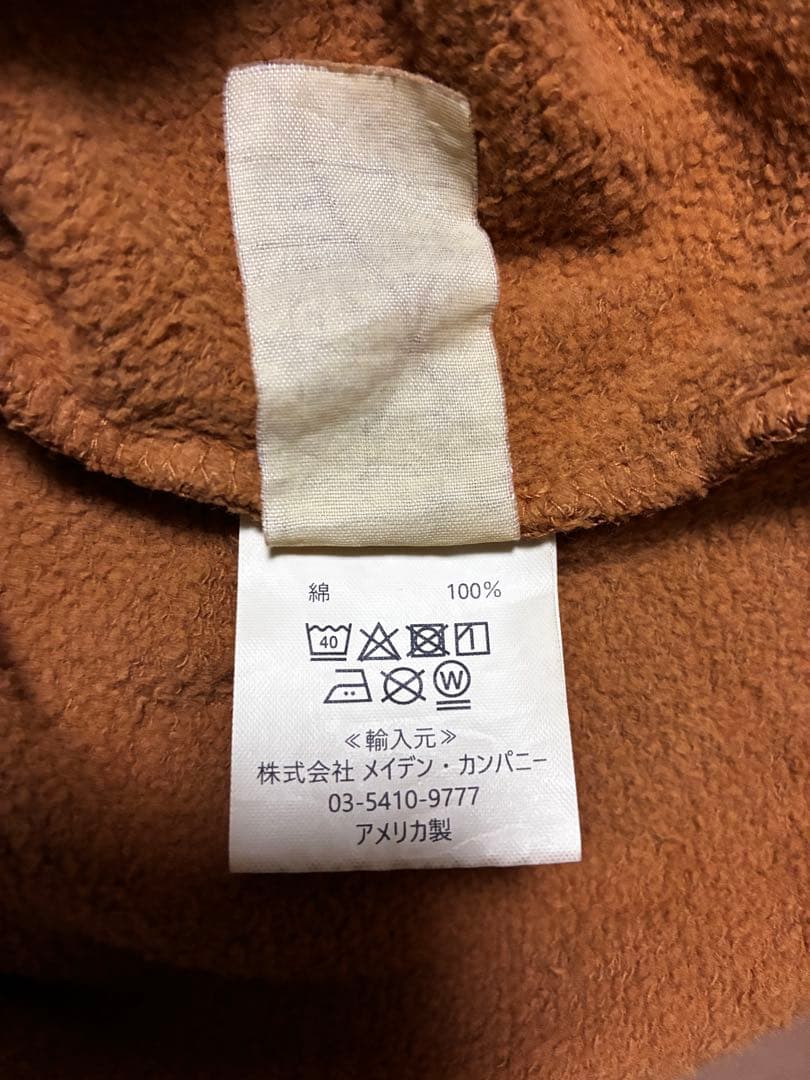 綿 100%
40
W
≪輸入元≫
株式会社 メイデン・カンパニー
03-5410-9777
アメリカ製